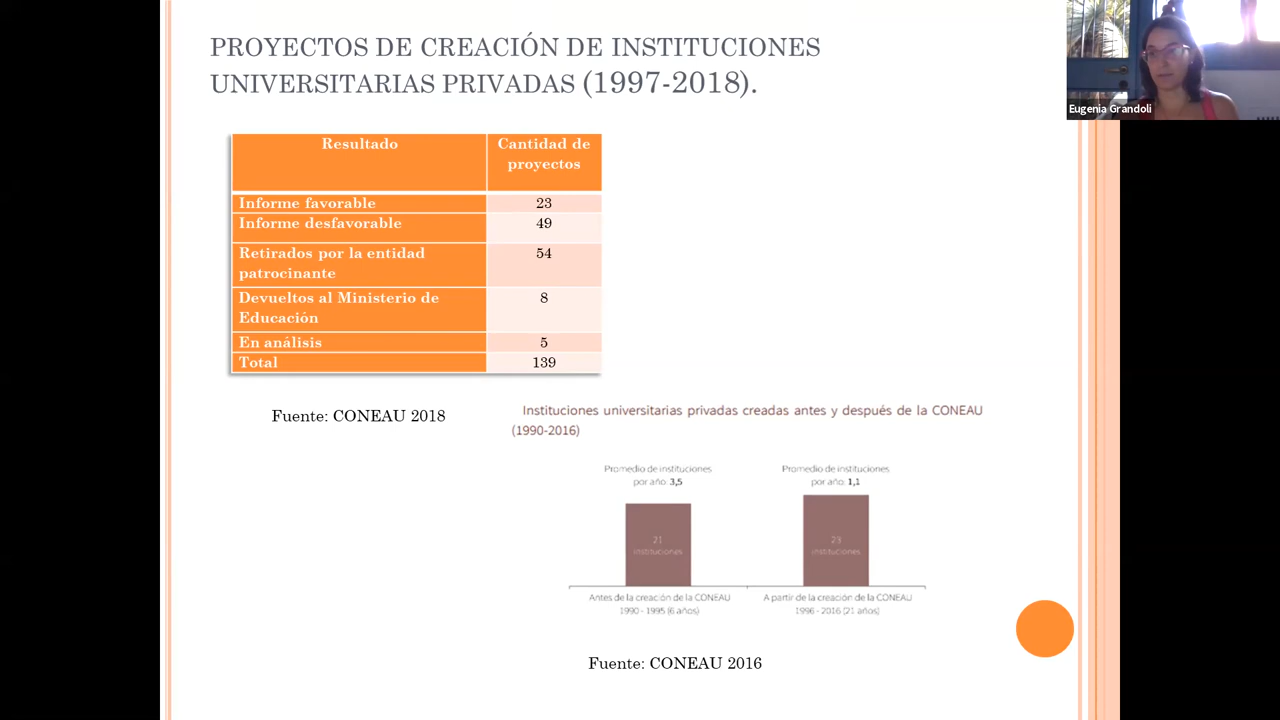 PROYECTOS DE CREACIÓN DE INSTITUCIONES
UNIVERSITARIAS PRIVADAS (1997-2018).
Eugenia Grandoli
Resultado
Cantidad de
proyectos
Informe favorable
23
Informe desfavorable
49
Retirados por la entidad
patrocinante
54
Devueltos al Ministerio de
Educación
8
En análisis
5
Total
139
Fuente: CONEAU 2018
Instituciones universitarias privadas creadas antes y después de la CONEAU
(1990-2016)
Promedio de instituciones
por año: 3,5
Promedio de instituciones
por año: 1,1
21
instituciones
23
instituciones
Antes de la creación de la CONEAU
1990 - 1995 (6 años)
A partir de la creación de la CONEAU
1996 - 2016 (21 años)
Fuente: CONEAU 2016